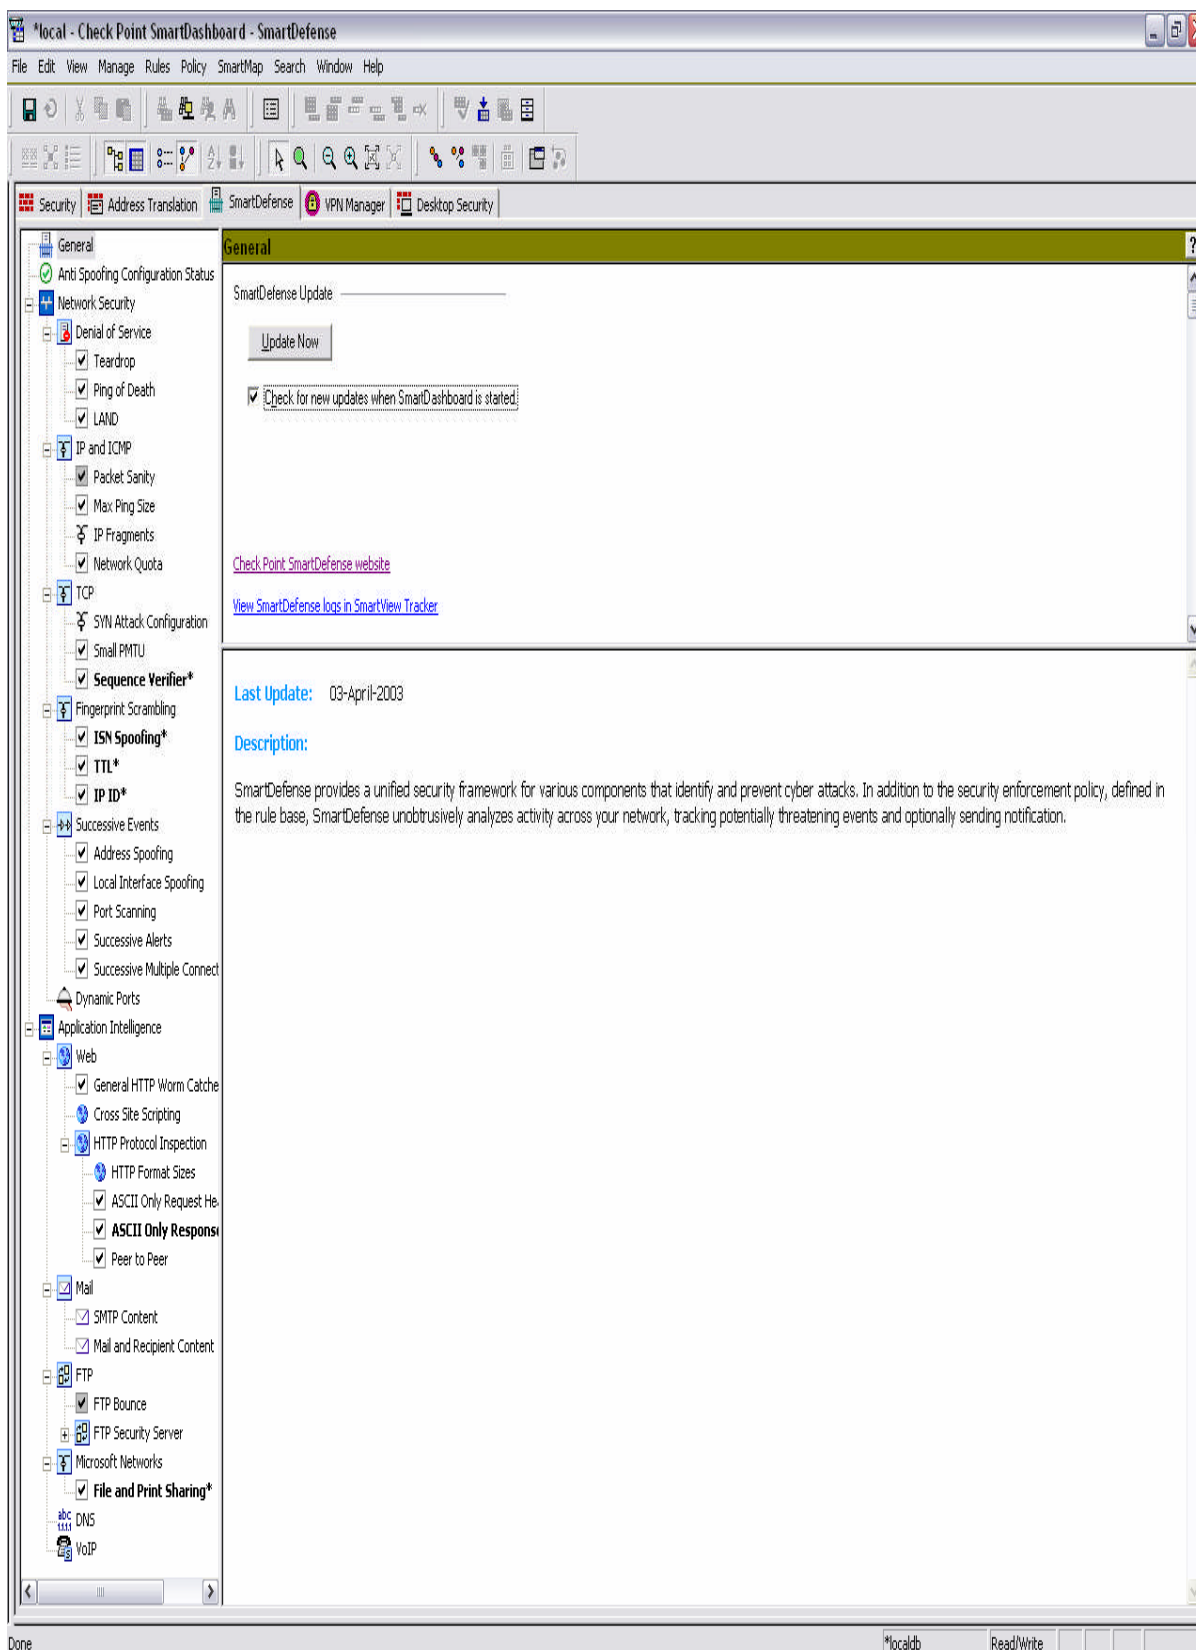 *local - Check Point SmartDashboard - SmartDefense
File Edit View Manage Rules Policy SmartMap Search Window Help
Security Address Translation SmartDefense VPN Manager Desktop Security
General
Anti Spoofing Configuration Status
Network Security
Denial of Service
Teardrop
Ping of Death
LAND
IP and ICMP
Packet Sanity
Max Ping Size
IP Fragments
Network Quota
TCP
SYN Attack Configuration
Small PMTU
Sequence Verifier*
Fingerprint Scrambling
ISN Spoofing*
TTL*
IP ID*
Successive Events
Address Spoofing
Local Interface Spoofing
Port Scanning
Successive Alerts
Successive Multiple Connect
Dynamic Ports
Application Intelligence
Web
General HTTP Worm Catche
Cross Site Scripting
HTTP Protocol Inspection
HTTP Format Sizes
ASCII Only Request He
ASCII Only Respons
Peer to Peer
Mail
SMTP Content
Mail and Recipient Content
FTP
FTP Bounce
FTP Security Server
Microsoft Networks
File and Print Sharing*
DNS
VoIP
General
?
SmartDefense Update
Update Now
Check for new updates when SmartDashboard is started.
Check Point SmartDefense website
View SmartDefense logs in SmartView Tracker
Last Update: 03-April-2003
Description:
SmartDefense provides a unified security framework for various components that identify and prevent cyber attacks. In addition to the security enforcement policy, defined in
the rule base, SmartDefense unobtrusively analyzes activity across your network, tracking potentially threatening events and optionally sending notification.
Done *localdb Read/Write